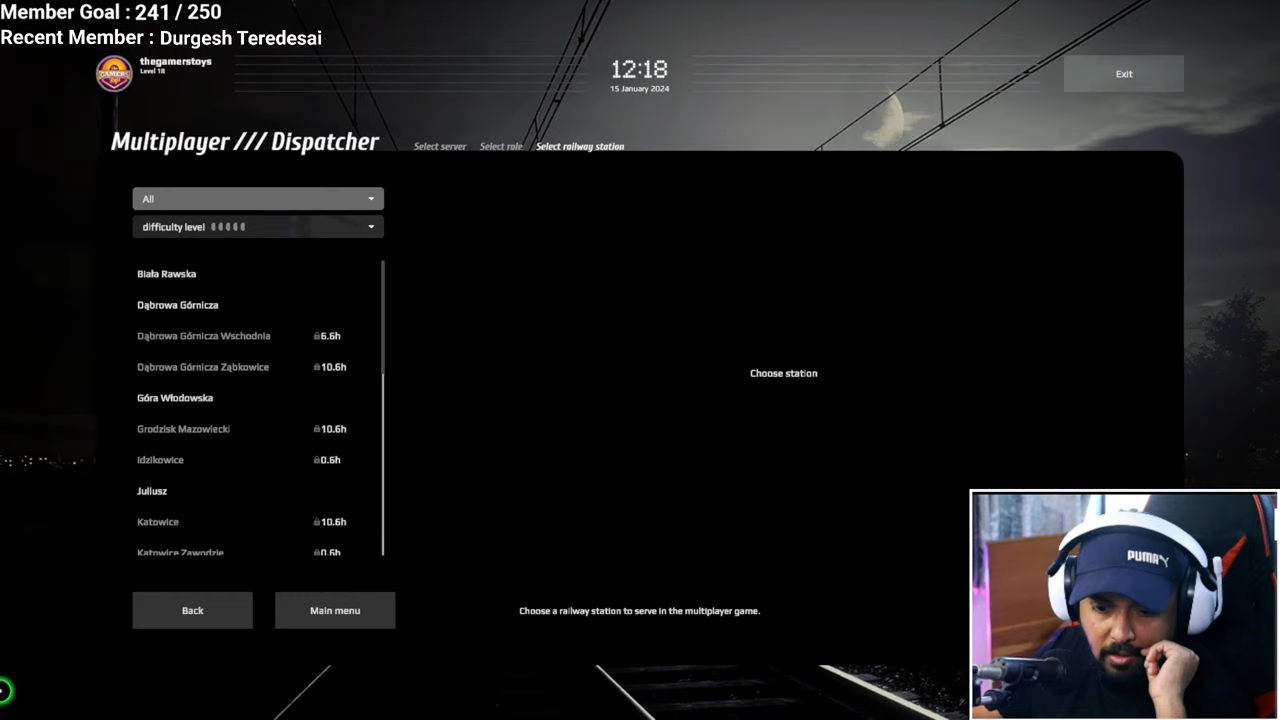 Member Goal : 241 / 250
Recent Member : Durgesh Teredesai
thegamerstoys
Level 18
12:18
15 January 2024
Exit
Multiplayer /// Dispatcher
Select server
Select role
Select railway station
All
difficulty level
Biała Rawska
Dąbrowa Górnicza
Dąbrowa Górnicza Wschodnia 6.6h
Dąbrowa Górnicza Ząbkowice 10.6h
Góra Włodowska
Grodzisk Mazowiecki 10.6h
Idzikowice 0.6h
Juliusz
Katowice 10.6h
Katowice Zawodzie 0.6h
Choose station
Back
Main menu
Choose a railway station to serve in the multiplayer game.
PUMA